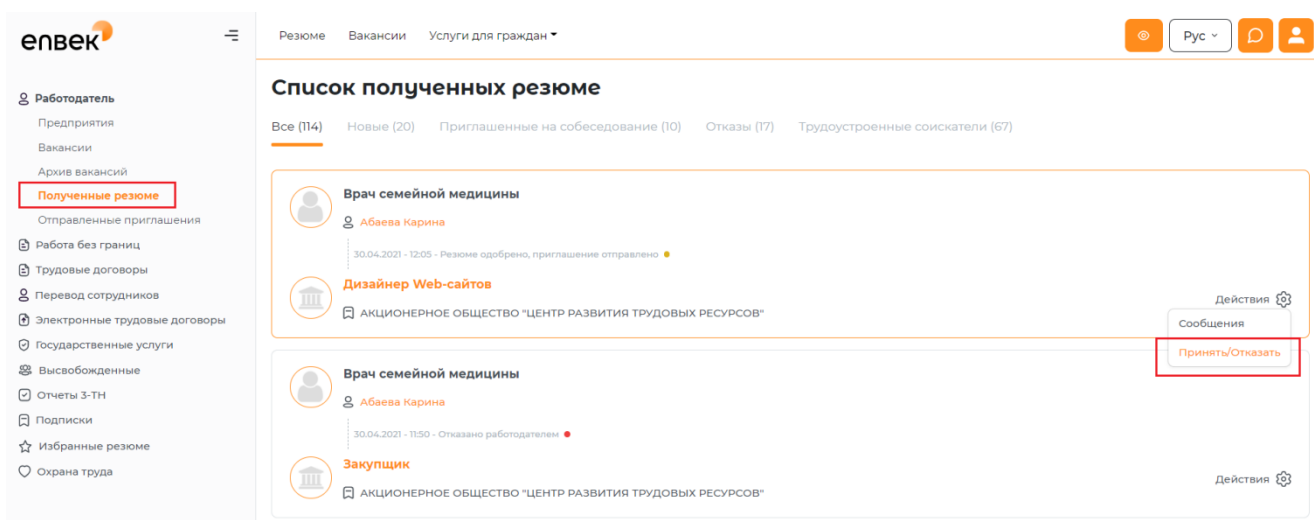 enbek
Резюме Вакансии Услуги для граждан
Рус
Работодатель
Предприятия
Вакансии
Архив вакансий
Полученные резюме
Отправленные приглашения
Работа без границ
Трудовые договоры
Перевод сотрудников
Электронные трудовые договоры
Государственные услуги
Высвобожденные
Отчеты 3-ТН
Подписки
Избранные резюме
Охрана труда
Список полученных резюме
Все (114) Новые (20) Приглашенные на собеседование (10) Отказы (17) Трудоустроенные соискатели (67)
Врач семейной медицины
Абаева Карина
30.04.2021 - 12:05 - Резюме одобрено, приглашение отправлено
Дизайнер Web-сайтов
АКЦИОНЕРНОЕ ОБЩЕСТВО "ЦЕНТР РАЗВИТИЯ ТРУДОВЫХ РЕСУРСОВ"
Действия
Сообщения
Принять/Отказать
Врач семейной медицины
Абаева Карина
30.04.2021 - 11:50 - Отказано работодателем
Закупщик
АКЦИОНЕРНОЕ ОБЩЕСТВО "ЦЕНТР РАЗВИТИЯ ТРУДОВЫХ РЕСУРСОВ"
Действия